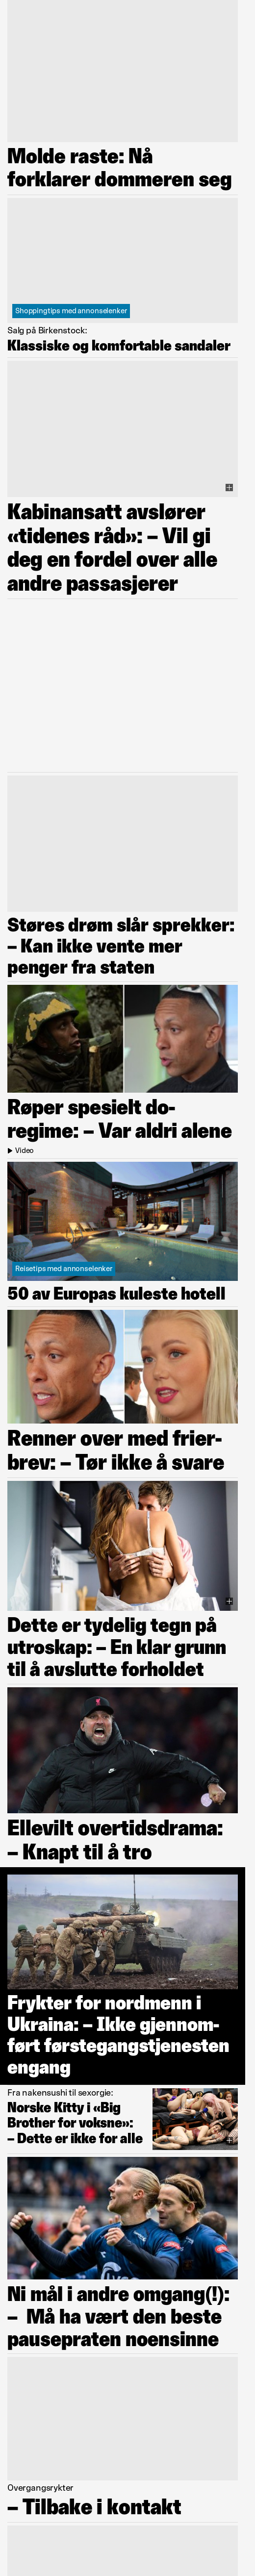 Molde raste: Nå
forklarer dommeren seg
Shoppingtips med annonselenker
Salg på Birkenstock:
Klassiske og komfortable sandaler
Kabinansatt avslører
«tidenes råd»: – Vil gi
deg en fordel over alle
andre passasjerer
Støres drøm slår sprekker:
– Kan ikke vente mer
penger fra staten
Røper spesielt do-
regime: – Var aldri alene
Video
Reisetips med annonselenker
50 av Europas kuleste hotell
Renner over med frier-
brev: – Tør ikke å svare
Dette er tydelig tegn på
utroskap: – En klar grunn
til å avslutte forholdet
Ellevilt overtidsdrama:
– Knapt til å tro
Frykter for nordmenn i
Ukraina: – Ikke gjennom-
ført førstegangstjenesten
engang
Fra nakensushi til sexorgie:
Norske Kitty i «Big
Brother for voksne»:
– Dette er ikke for alle
Ni mål i andre omgang(!):
– Må ha vært den beste
pausepraten noensinne
Overgangsrykter
– Tilbake i kontakt